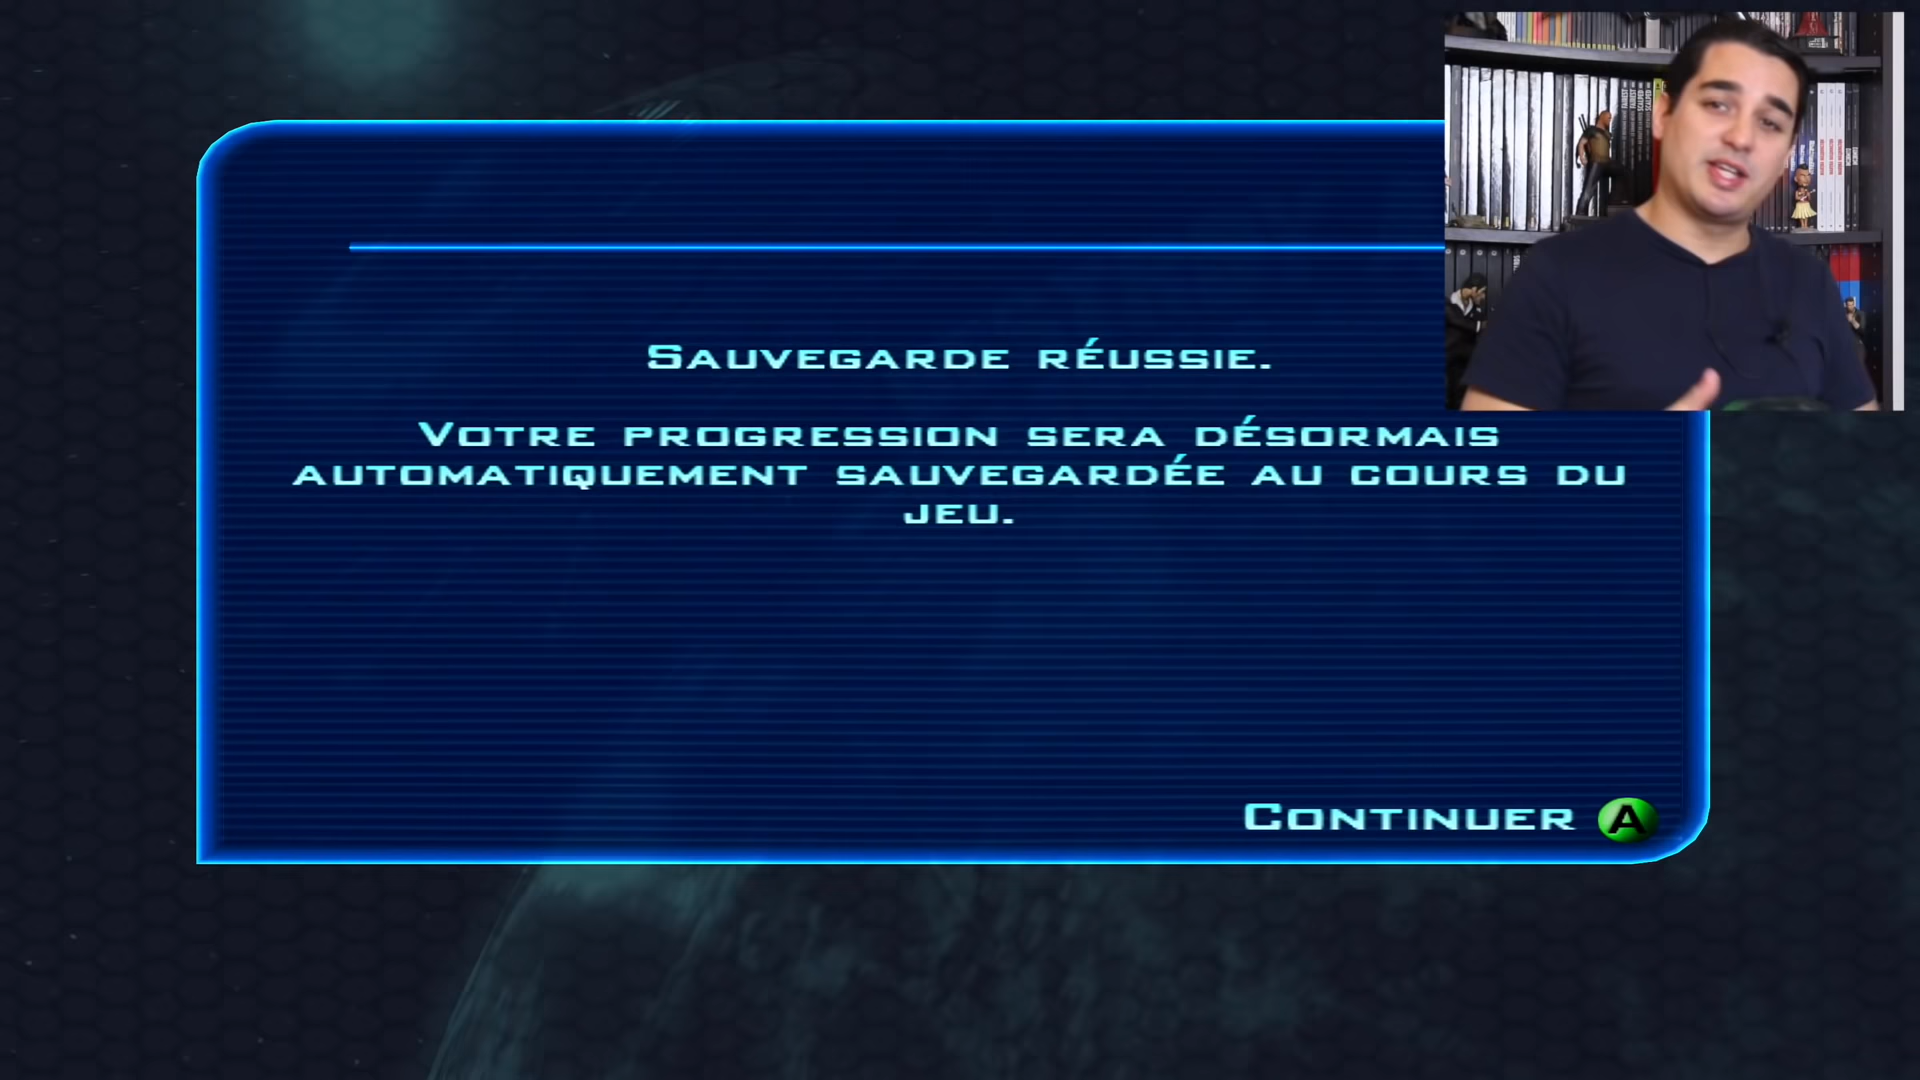 Sauvegarde réussie.
Votre progression sera désormais
automatiquement sauvegardée au cours du
jeu.
Continuer A